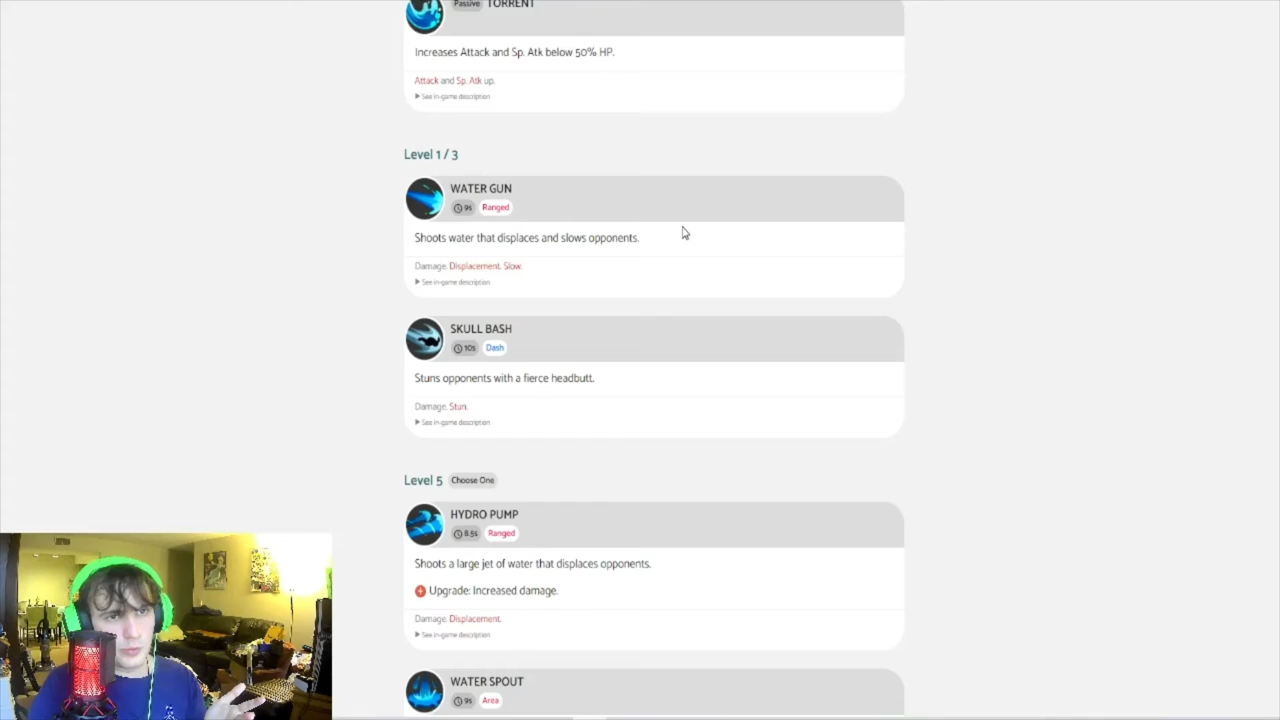 Passive TORRENT
Increases Attack and Sp. Atk below 50% HP.
Attack and Sp. Atk up.
See in-game description
Level 1 / 3
WATER GUN
9s Ranged
Shoots water that displaces and slows opponents.
Damage. Displacement. Slow.
See in-game description
SKULL BASH
10s Dash
Stuns opponents with a fierce headbutt.
Damage. Stun.
See in-game description
Level 5 Choose One
HYDRO PUMP
8.5s Ranged
Shoots a large jet of water that displaces opponents.
Upgrade: Increased damage.
Damage. Displacement.
See in-game description
WATER SPOUT
9s Area